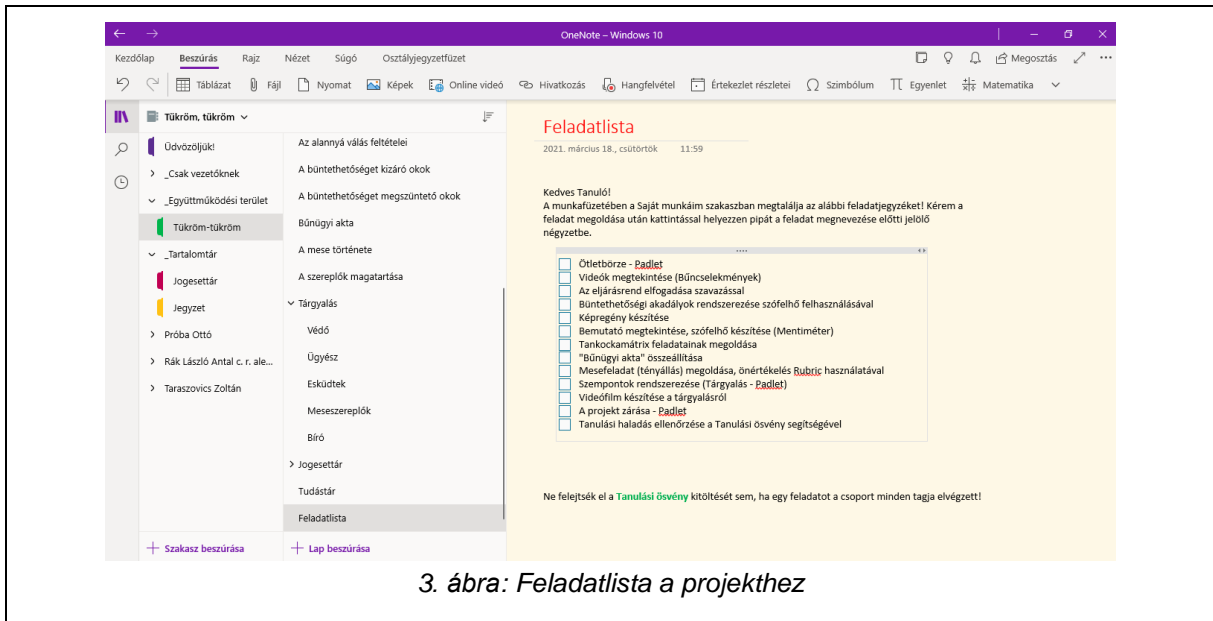 OneNote – Windows 10
Kezdőlap Beszúrás Rajz Nézet Súgó Osztályjegyzetfüzet Megosztás
Táblázat Fájl Nyomat Képek Online videó Hivatkozás Hangfelvétel Értekezlet részletei Szimbólum Egyenlet Matematika
Tükröm, tükröm
Üdvözöljük!
_Csak vezetőknek
_Együttműködési terület
Tükröm-tükröm
_Tartalomtár
Jogesettár
Jegyzet
Próba Ottó
Rák László Antal c. r. ale...
Taraszovics Zoltán
Szakasz beszúrása
Az alannyá válás feltételei
A büntethetőséget kizáró okok
A büntethetőséget megszüntető okok
Bűnügyi akta
A mese története
A szereplők magatartása
Tárgyalás
Védő
Ügyész
Esküdtek
Meseszereplők
Bíró
Jogesettár
Tudástár
Feladatlista
Lap beszúrása
Feladatlista
2021. március 18., csütörtök 11:59
Kedves Tanuló!
A munkafüzetében a Saját munkáim szakaszban megtalálja az alábbi feladatjegyzéket! Kérem a
feladat megoldása után kattintással helyezzen pipát a feladat megnevezése előtti jelölő
négyzetbe.
Ötletbörze - Padlet
Videók megtekintése (Bűncselekmények)
Az eljárásrend elfogadása szavazással
Büntethetőségi akadályok rendszerezése szófelhő felhasználásával
Képregény készítése
Bemutató megtekintése, szófelhő készítése (Mentiméter)
Tankockamátrix feladatainak megoldása
"Bűnügyi akta" összeállítása
Mesefeladat (tényállás) megoldása, önértékelés Rubric használatával
Szempontok rendszerezése (Tárgyalás - Padlet)
Videófilm készítése a tárgyalásról
A projekt zárása - Padlet
Tanulási haladás ellenőrzése a Tanulási ösvény segítségével
Ne felejtsék el a Tanulási ösvény kitöltését sem, ha egy feladatot a csoport minden tagja elvégzett!
3. ábra: Feladatlista a projekthez